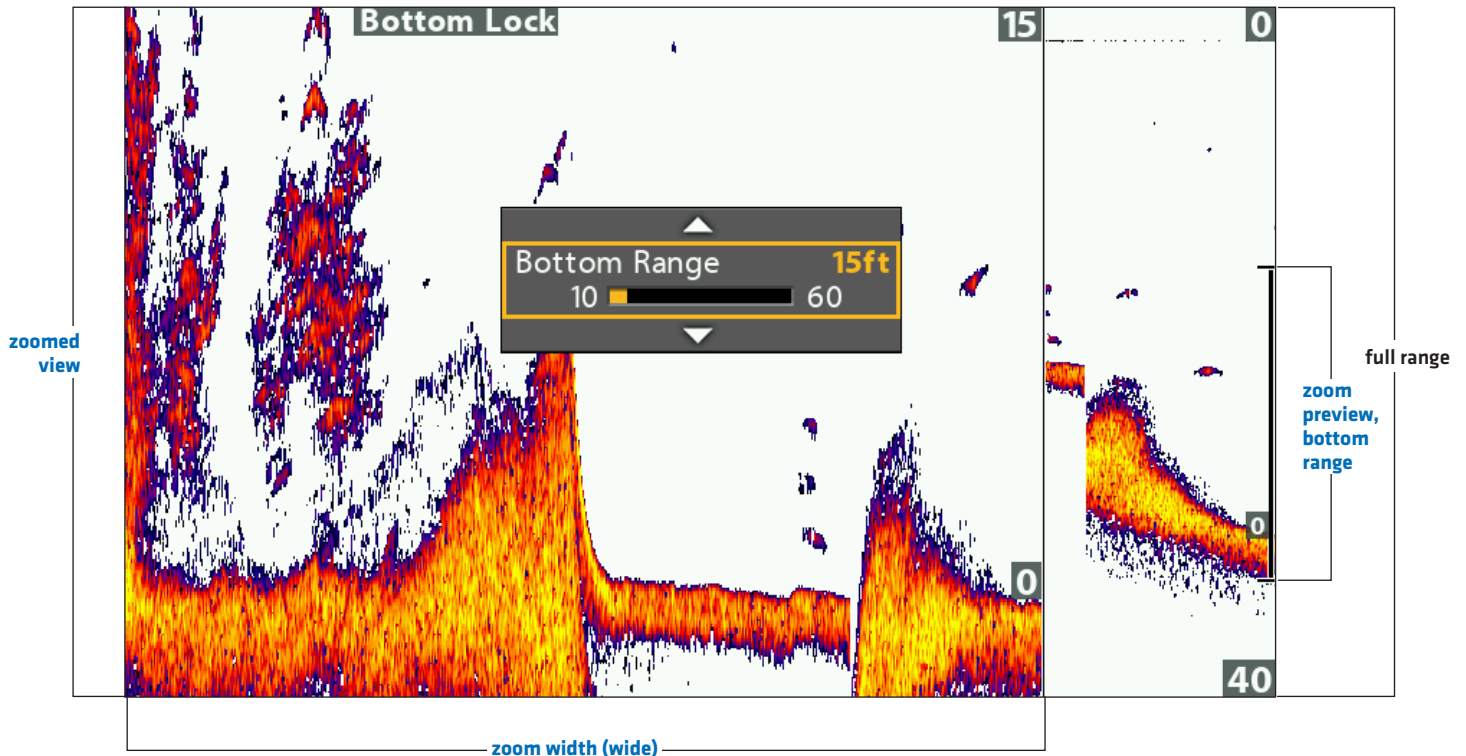 Bottom Lock
15
0
Bottom Range 15ft
10 60
zoomed
view
full range
zoom
preview,
bottom
range
0
0
40
zoom width (wide)